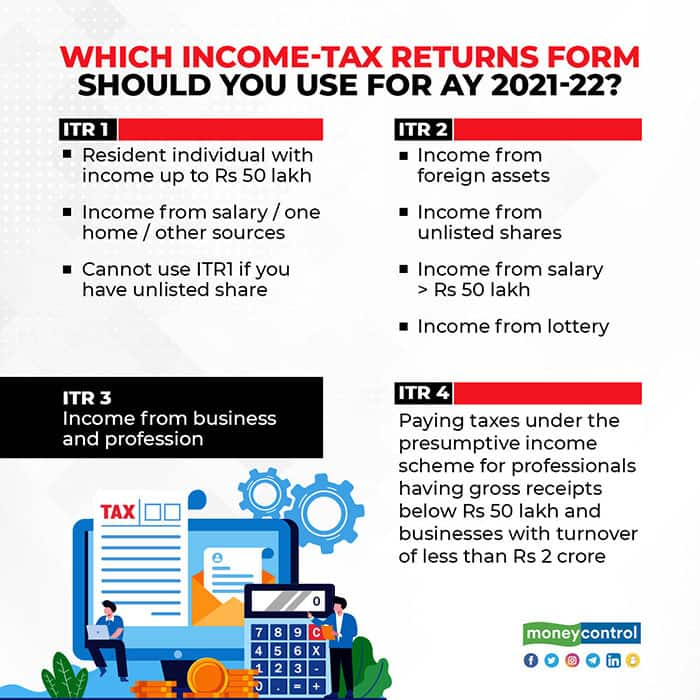 WHICH INCOME-TAX RETURNS FORM
SHOULD YOU USE FOR AY 2021-22?
ITR 1
Resident individual with
income up to Rs 50 lakh
Income from salary / one
home / other sources
Cannot use ITR1 if you
have unlisted share
ITR 2
Income from
foreign assets
Income from
unlisted shares
Income from salary
> Rs 50 lakh
Income from lottery
ITR 3
Income from business
and profession
ITR 4
Paying taxes under the
presumptive income
scheme for professionals
having gross receipts
below Rs 50 lakh and
businesses with turnover
of less than Rs 2 crore
TAX
0
7 8 9 C
4 5 6 X
1 2 3 -
0 . = +
moneycontrol